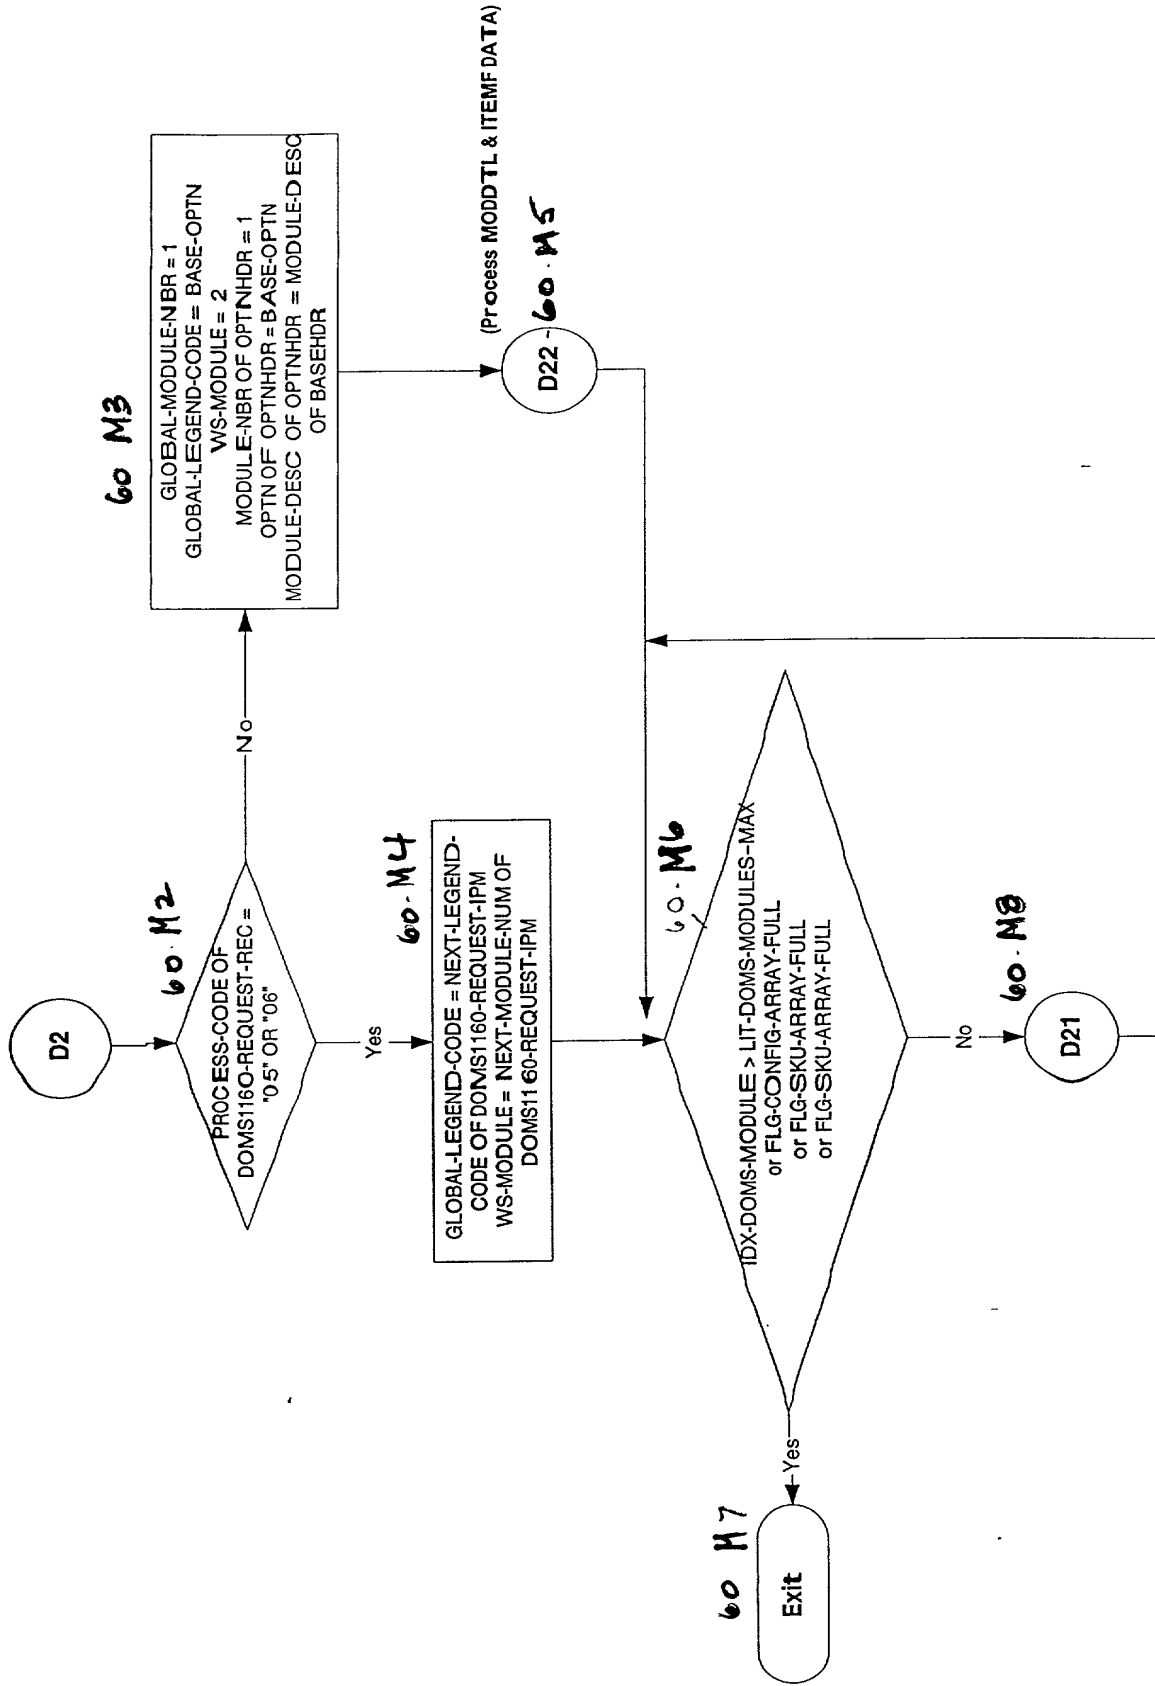 D2
60·M2
PROCESS-CODE OF
DOMS1160-REQUEST-REC =
"05" OR "06"
No
60 M3
GLOBAL-MODULE-NBR = 1
GLOBAL-LEGEND-CODE = BASE-OPTN
WS-MODULE = 2
MODULE-NBR OF OPTNHDR = 1
OPTN OF OPTNHDR = BASE-OPTN
MODULE-DESC OF OPTNHDR = MODULE-DESC
OF BASEHDR
Yes
60·M4
GLOBAL-LEGEND-CODE = NEXT-LEGEND-
CODE OF DOMS1160-REQUEST-IPM
WS-MODULE = NEXT-MODULE-NUM OF
DOMS1160-REQUEST-IPM
(Process MODDTL & ITEMF DATA)
D22 - 60·M5
60·M6
IDX-DOMS-MODULE > LIT-DOMS-MODULES-MAX
or FLG-CONFIG-ARRAY-FULL
or FLG-SKU-ARRAY-FULL
or FLG-SKU-ARRAY-FULL
Yes
60 M7
Exit
No
60·M8
D21